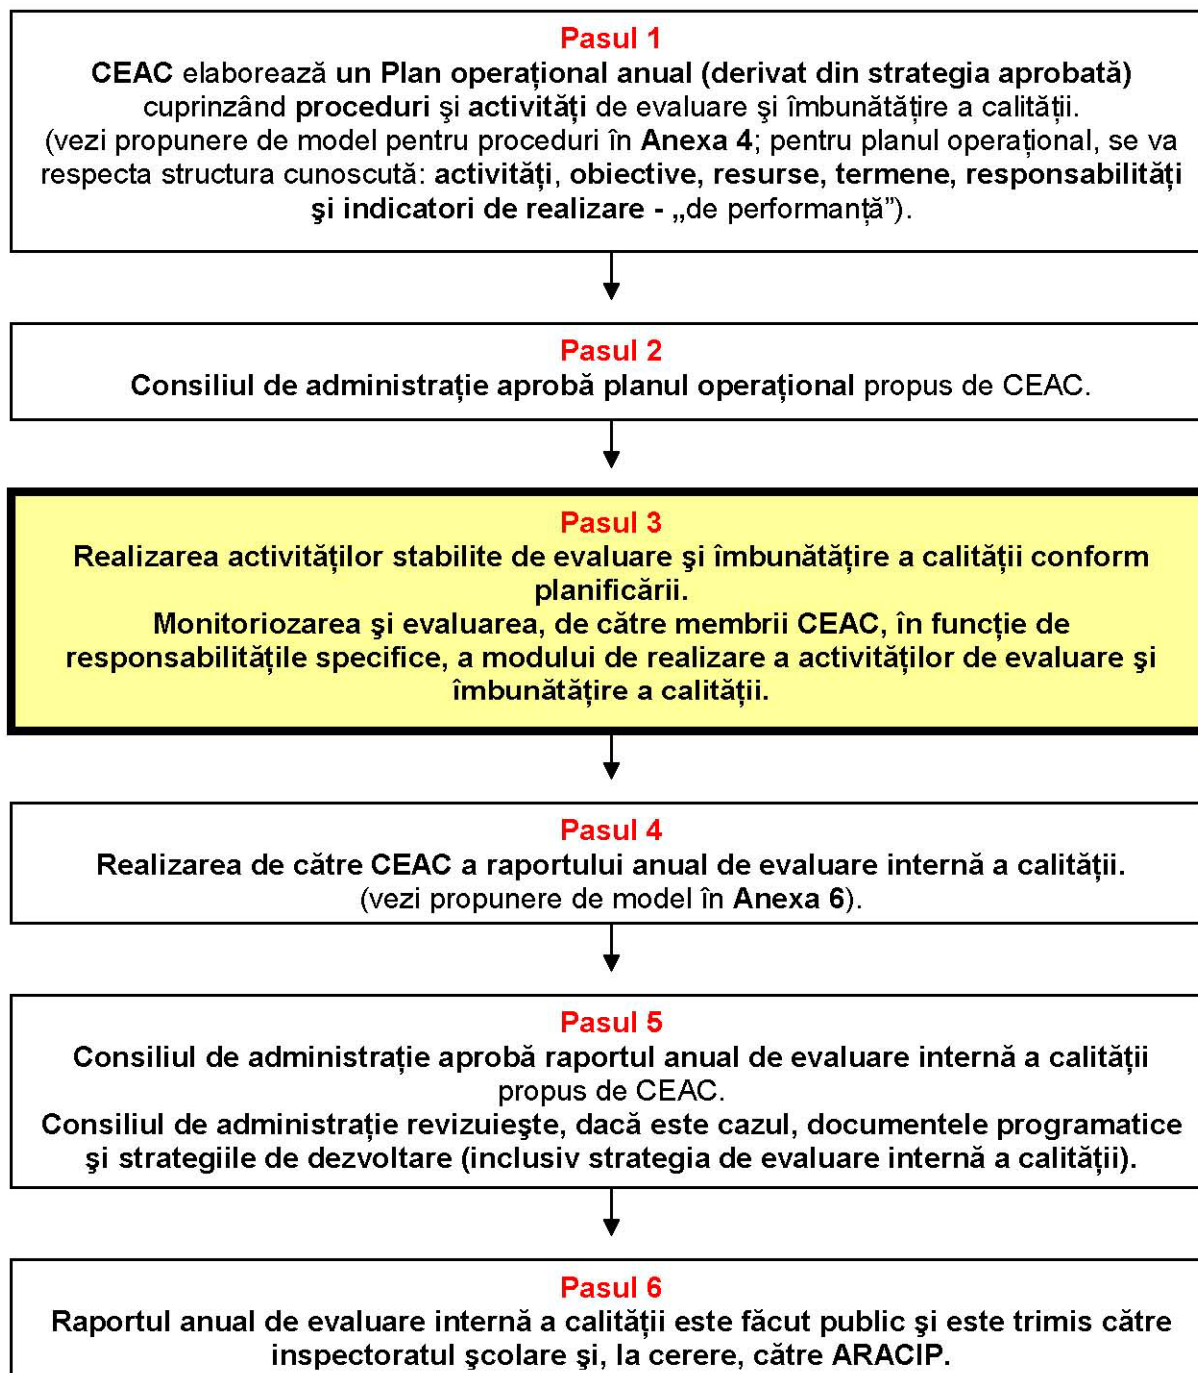 Pasul 1
CEAC elaborează un Plan operaţional anual (derivat din strategia aprobată)
cuprinzând proceduri şi activităţi de evaluare şi îmbunătăţire a calităţii.
(vezi propunere de model pentru proceduri în Anexa 4; pentru planul operaţional, se va
respecta structura cunoscută: activităţi, obiective, resurse, termene, responsabilităţi
şi indicatori de realizare - „de performanţă”).
Pasul 2
Consiliul de administraţie aprobă planul operaţional propus de CEAC.
Pasul 3
Realizarea activităţilor stabilite de evaluare şi îmbunătăţire a calităţii conform
planificării.
Monitoriozarea şi evaluarea, de către membrii CEAC, în funcţie de
responsabilităţile specifice, a modului de realizare a activităţilor de evaluare şi
îmbunătăţire a calităţii.
Pasul 4
Realizarea de către CEAC a raportului anual de evaluare internă a calităţii.
(vezi propunere de model în Anexa 6).
Pasul 5
Consiliul de administraţie aprobă raportul anual de evaluare internă a calităţii
propus de CEAC.
Consiliul de administraţie revizuieşte, dacă este cazul, documentele programatice
şi strategiile de dezvoltare (inclusiv strategia de evaluare internă a calităţii).
Pasul 6
Raportul anual de evaluare internă a calităţii este făcut public şi este trimis către
inspectoratul şcolare şi, la cerere, către ARACIP.